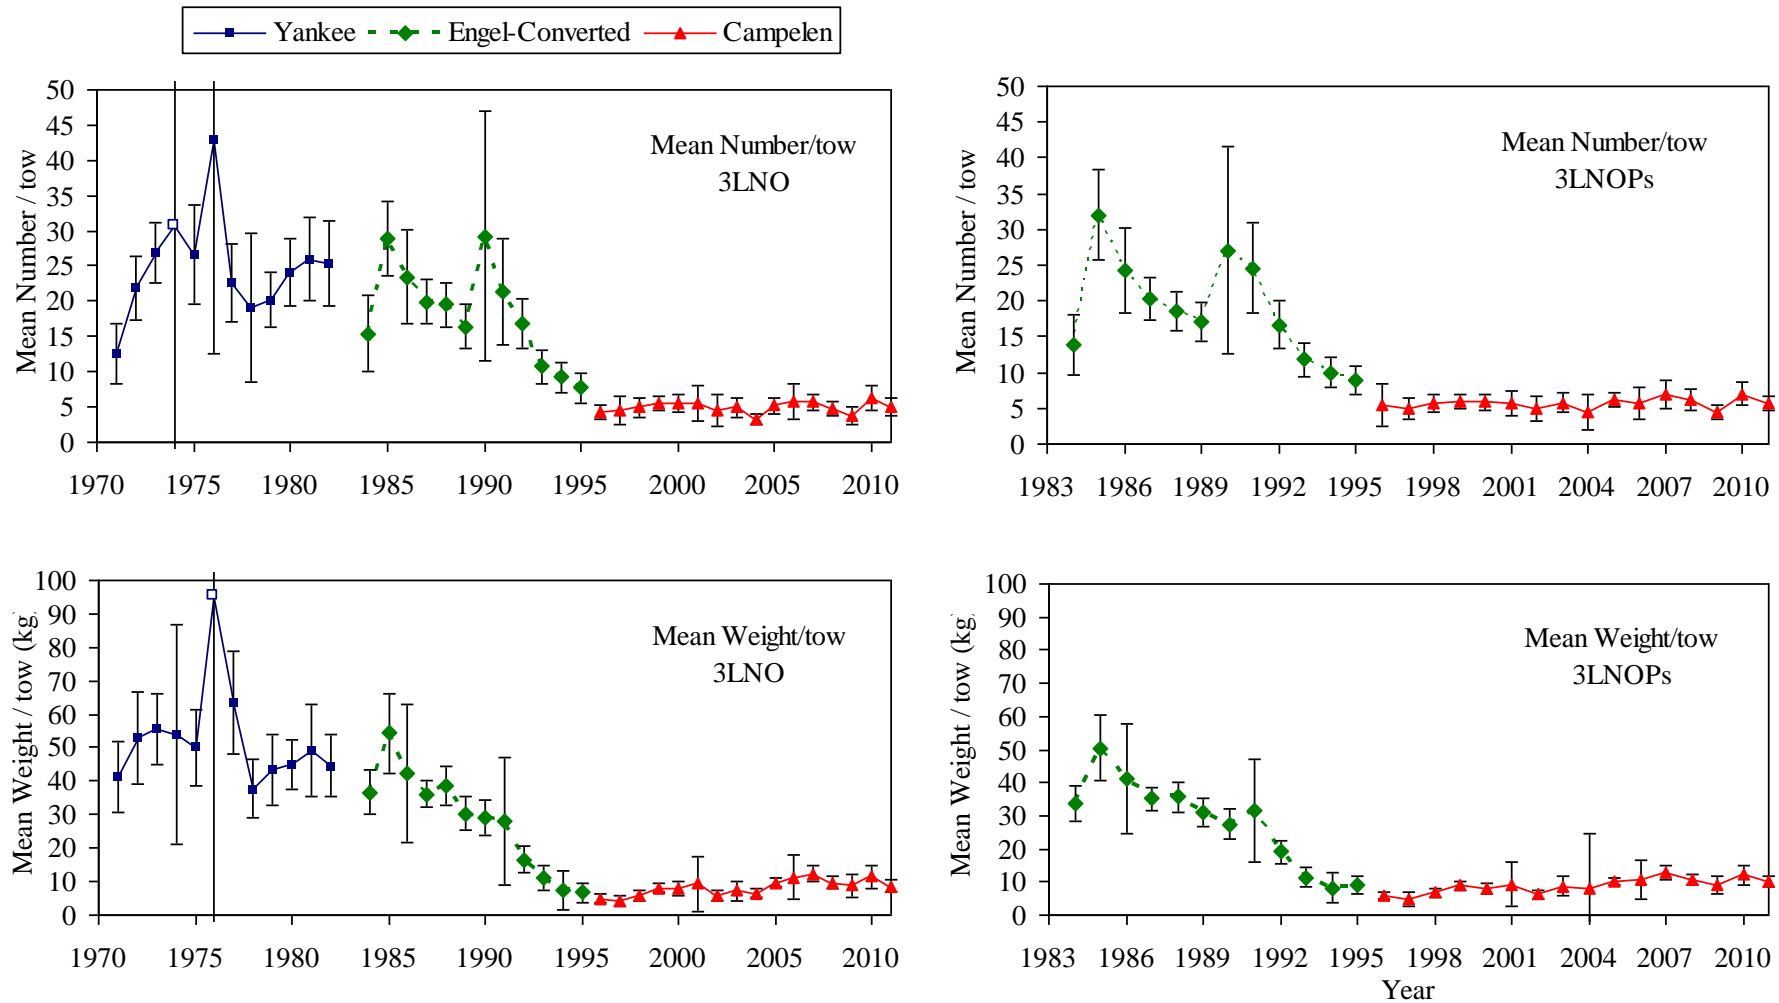 Yankee Engel-Converted Campelen
50
45
40
35
30
25
20
15
10
5
0
Mean Number / tow
Mean Number/tow
3LNO
1970 1975 1980 1985 1990 1995 2000 2005 2010
50
45
40
35
30
25
20
15
10
5
0
Mean Number / tow
Mean Number/tow
3LNOPs
1983 1986 1989 1992 1995 1998 2001 2004 2007 2010
100
90
80
70
60
50
40
30
20
10
0
Mean Weight / tow (kg)
Mean Weight/tow
3LNO
1970 1975 1980 1985 1990 1995 2000 2005 2010
100
90
80
70
60
50
40
30
20
10
0
Mean Weight / tow (kg)
Mean Weight/tow
3LNOPs
1983 1986 1989 1992 1995 1998 2001 2004 2007 2010
Year